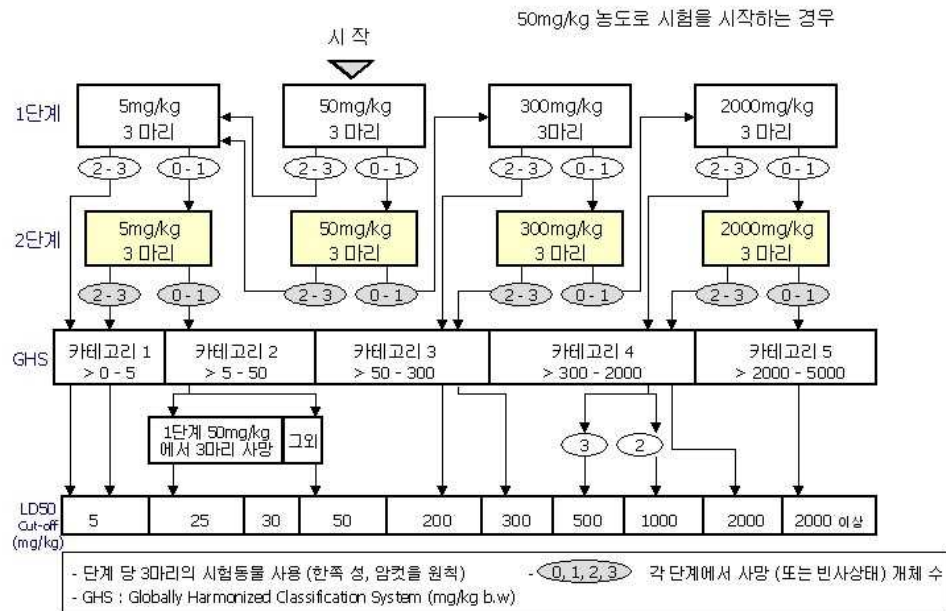 50mg/kg 농도로 시험을 시작하는 경우
시 작
1단계
5mg/kg
3 마리
50mg/kg
3 마리
300mg/kg
3마리
2000mg/kg
3 마리
2-3
0-1
2-3
0-1
2-3
0-1
2-3
0-1
2단계
5mg/kg
3 마리
50mg/kg
3 마리
300mg/kg
3 마리
2000mg/kg
3 마리
2-3
0-1
2-3
0-1
2-3
0-1
2-3
0-1
GHS
카테고리 1
> 0 - 5
카테고리 2
> 5 - 50
카테고리 3
> 50 - 300
카테고리 4
> 300 - 2000
카테고리 5
> 2000 - 5000
1단계 50mg/kg
에서 3마리 사망
그외
3
2
LD50
Cut-off
(mg/kg)
5
25
30
50
200
300
500
1000
2000
2000 이상
- 단계 당 3마리의 시험동물 사용 (한쪽 성, 암컷을 원칙)
- 0, 1, 2, 3 각 단계에서 사망 (또는 빈사상태) 개체 수
- GHS : Globally Harmonized Classification System (mg/kg b.w)